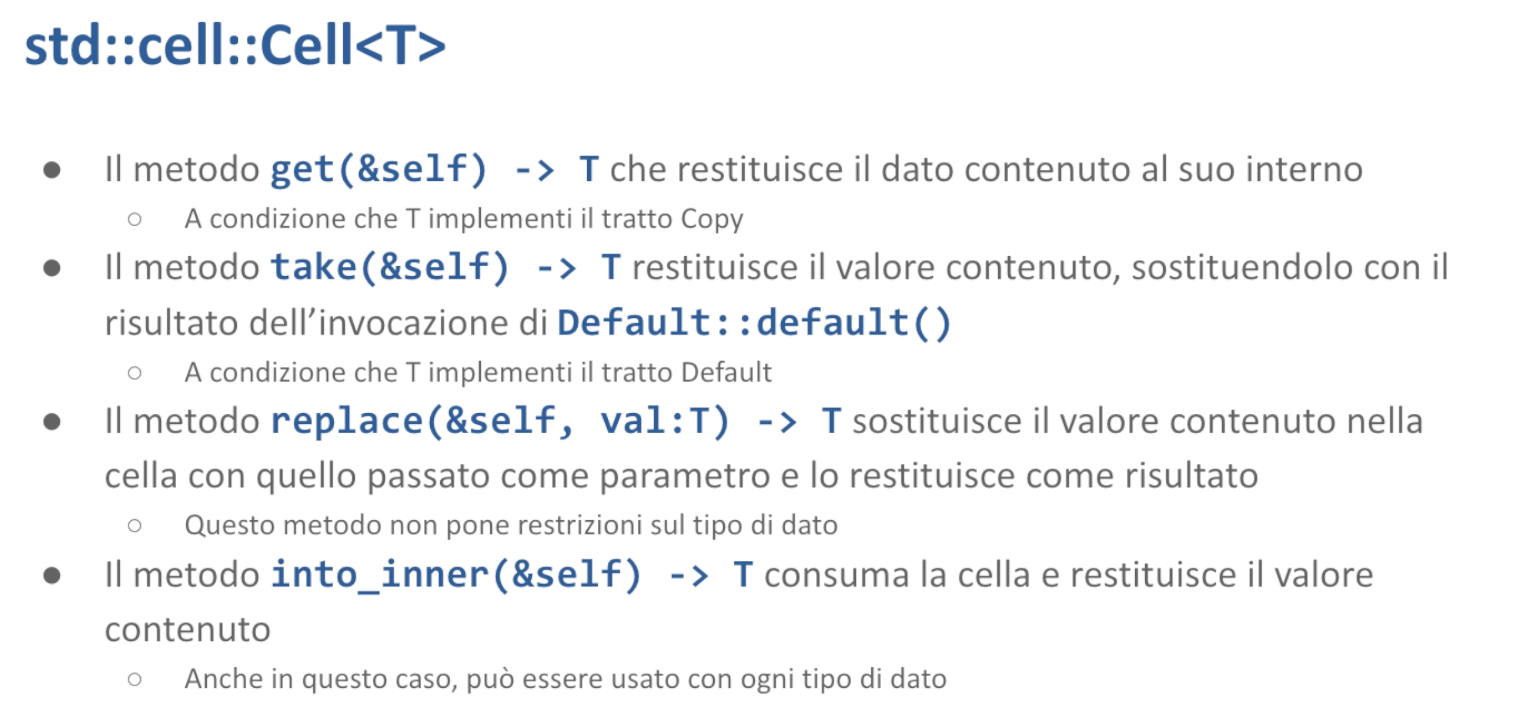 std::cell::Cell<T>
● Il metodo get(&self) -> T che restituisce il dato contenuto al suo interno
○ A condizione che T implementi il tratto Copy
● Il metodo take(&self) -> T restituisce il valore contenuto, sostituendolo con il
risultato dell’invocazione di Default::default()
○ A condizione che T implementi il tratto Default
● Il metodo replace(&self, val:T) -> T sostituisce il valore contenuto nella
cella con quello passato come parametro e lo restituisce come risultato
○ Questo metodo non pone restrizioni sul tipo di dato
● Il metodo into_inner(&self) -> T consuma la cella e restituisce il valore
contenuto
○ Anche in questo caso, può essere usato con ogni tipo di dato